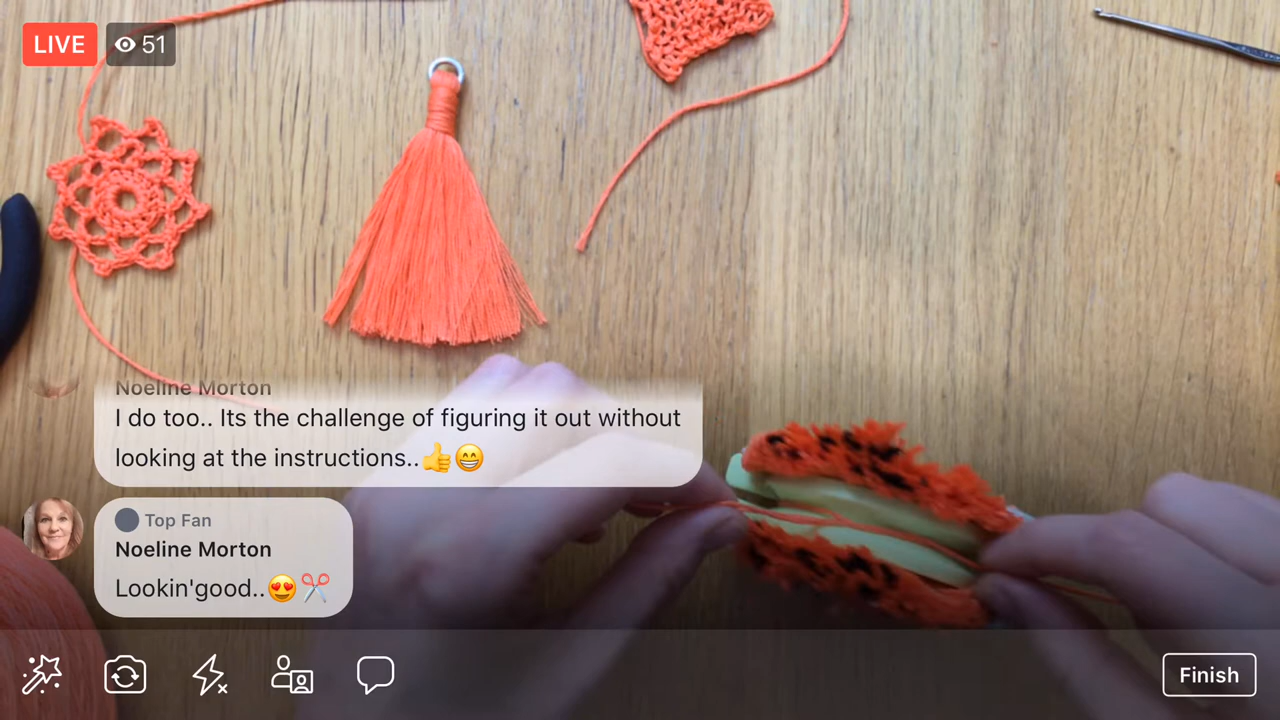 LIVE
51
Noeline Morton
I do too.. Its the challenge of figuring it out without
looking at the instructions..👍😁
Top Fan
Noeline Morton
Lookin'good..😍✂️
Finish